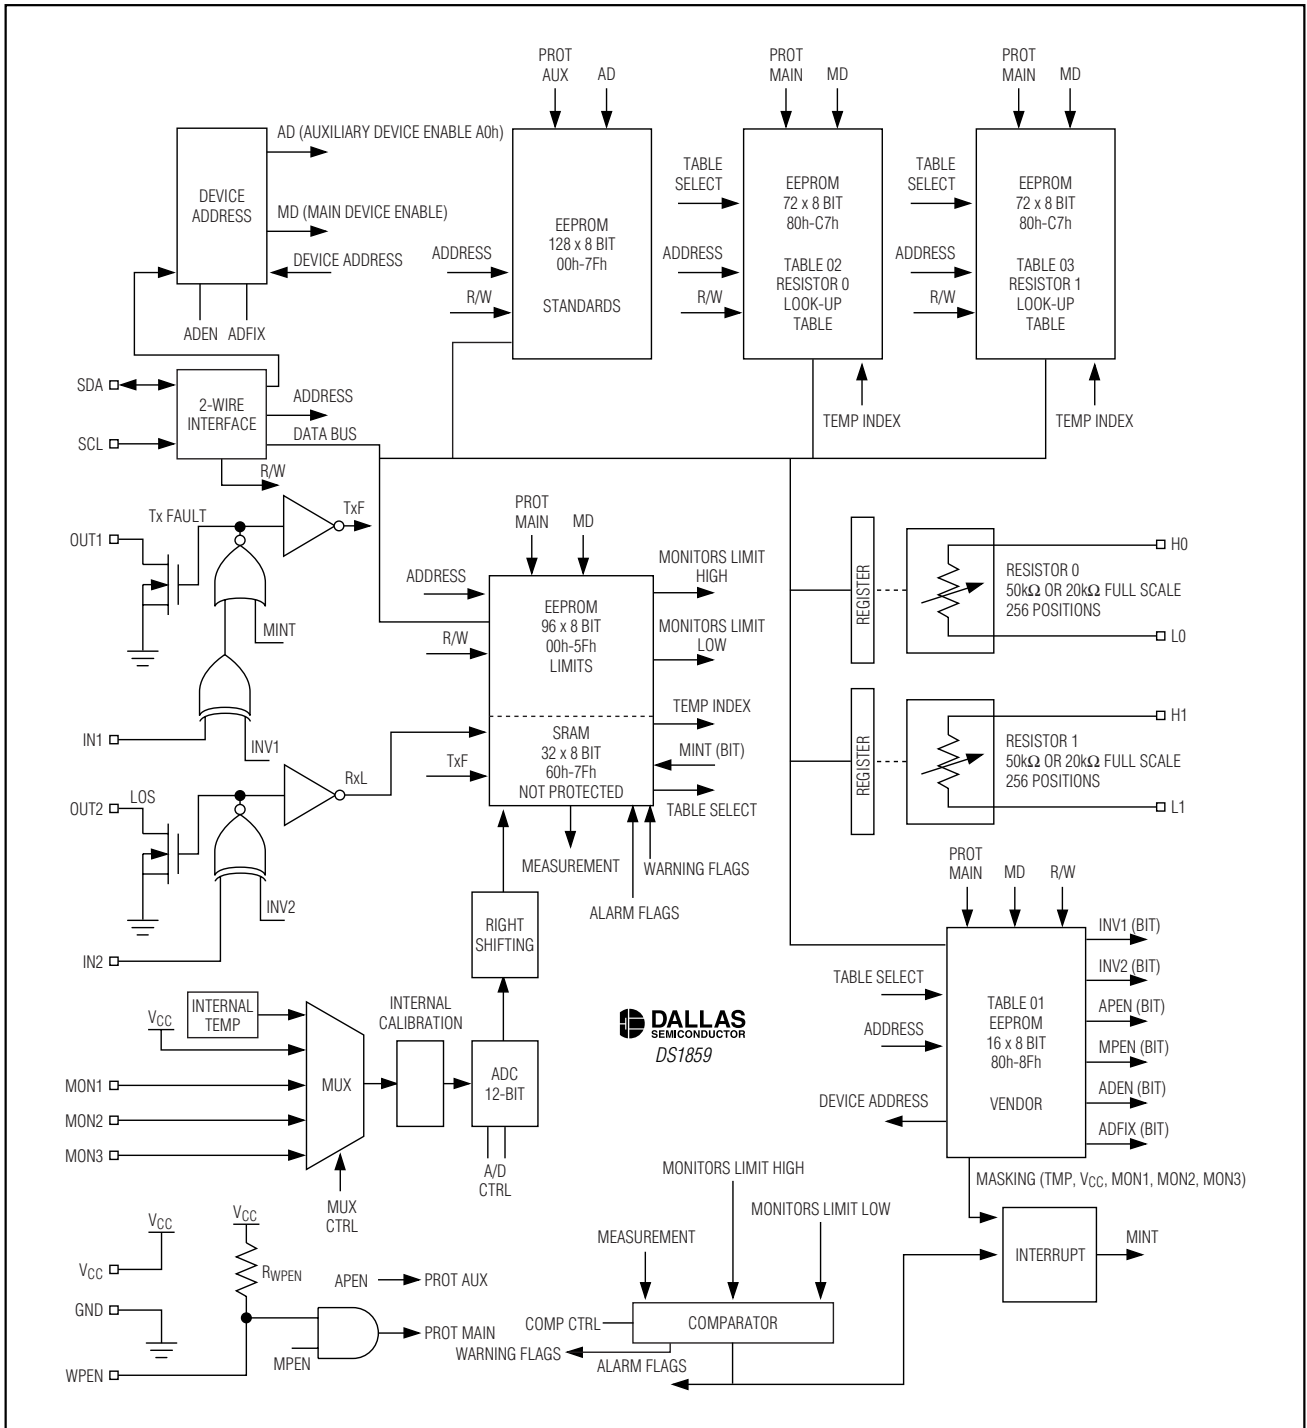 PROT
AUX
AD
PROT
MAIN
MD
PROT
MAIN
MD
AD (AUXILIARY DEVICE ENABLE A0h)
DEVICE
ADDRESS
MD (MAIN DEVICE ENABLE)
DEVICE ADDRESS
ADEN
ADFIX
ADDRESS
R/W
EEPROM
128 x 8 BIT
00h-7Fh
STANDARDS
TABLE
SELECT
ADDRESS
R/W
EEPROM
72 x 8 BIT
80h-C7h
TABLE 02
RESISTOR 0
LOOK-UP
TABLE
TEMP INDEX
TABLE
SELECT
ADDRESS
R/W
EEPROM
72 x 8 BIT
80h-C7h
TABLE 03
RESISTOR 1
LOOK-UP
TABLE
TEMP INDEX
SDA
SCL
2-WIRE
INTERFACE
ADDRESS
DATA BUS
R/W
Tx FAULT
TxF
OUT1
MINT
IN1
INV1
RxL
LOS
OUT2
INV2
IN2
PROT
MAIN
MD
ADDRESS
R/W
EEPROM
96 x 8 BIT
00h-5Fh
LIMITS
SRAM
32 x 8 BIT
60h-7Fh
NOT PROTECTED
TxF
MONITORS LIMIT
HIGH
MONITORS LIMIT
LOW
TEMP INDEX
MINT (BIT)
TABLE SELECT
MEASUREMENT
WARNING FLAGS
ALARM FLAGS
REGISTER
RESISTOR 0
50kΩ OR 20kΩ FULL SCALE
256 POSITIONS
H0
L0
REGISTER
RESISTOR 1
50kΩ OR 20kΩ FULL SCALE
256 POSITIONS
H1
L1
RIGHT
SHIFTING
INTERNAL
TEMP
VCC
MON1
MON2
MON3
MUX
MUX
CTRL
INTERNAL
CALIBRATION
ADC
12-BIT
A/D
CTRL
DALLAS
SEMICONDUCTOR
DS1859
PROT
MAIN
MD
R/W
TABLE SELECT
ADDRESS
DEVICE ADDRESS
TABLE 01
EEPROM
16 x 8 BIT
80h-8Fh
VENDOR
INV1 (BIT)
INV2 (BIT)
APEN (BIT)
MPEN (BIT)
ADEN (BIT)
ADFIX (BIT)
MASKING (TMP, VCC, MON1, MON2, MON3)
INTERRUPT
MINT
VCC
VCC
GND
WPEN
VCC
RWPEN
APEN
PROT AUX
PROT MAIN
MPEN
MONITORS LIMIT HIGH
MONITORS LIMIT LOW
MEASUREMENT
COMP CTRL
COMPARATOR
WARNING FLAGS
ALARM FLAGS